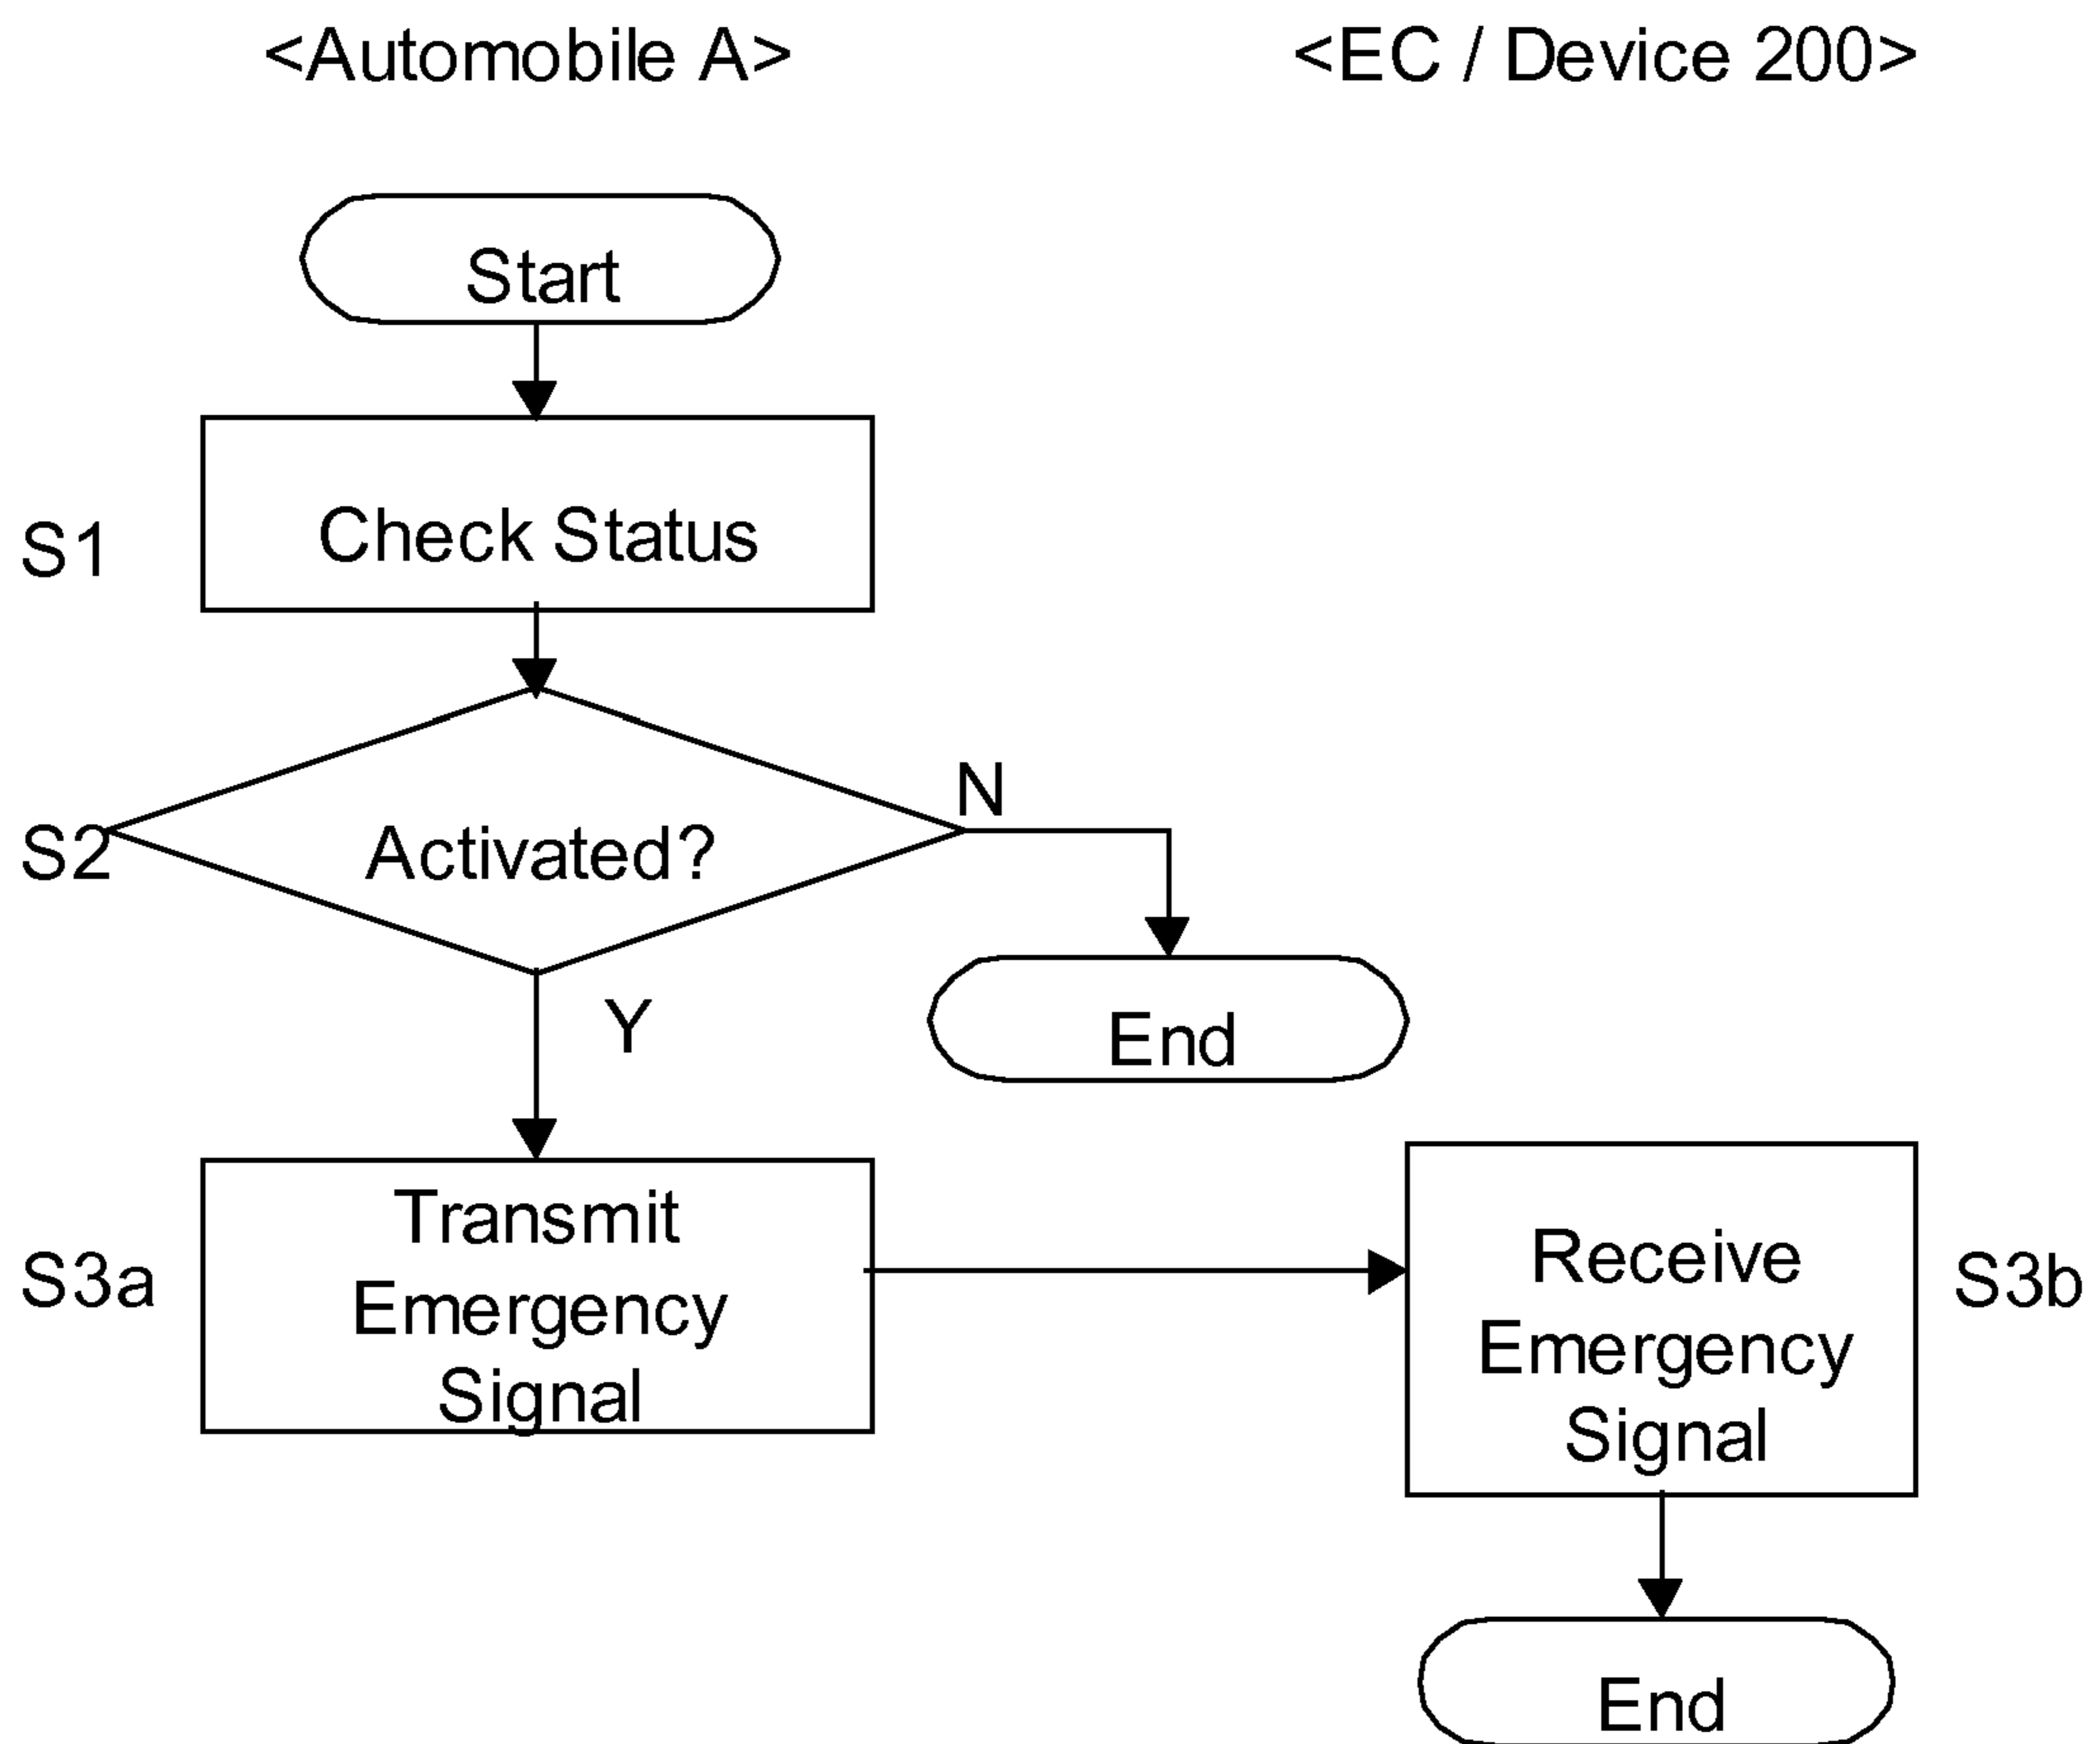 <Automobile A>
<EC / Device 200>
Start
S1
Check Status
S2
Activated?
N
Y
End
S3a
Transmit
Emergency
Signal
Receive
Emergency
Signal
S3b
End